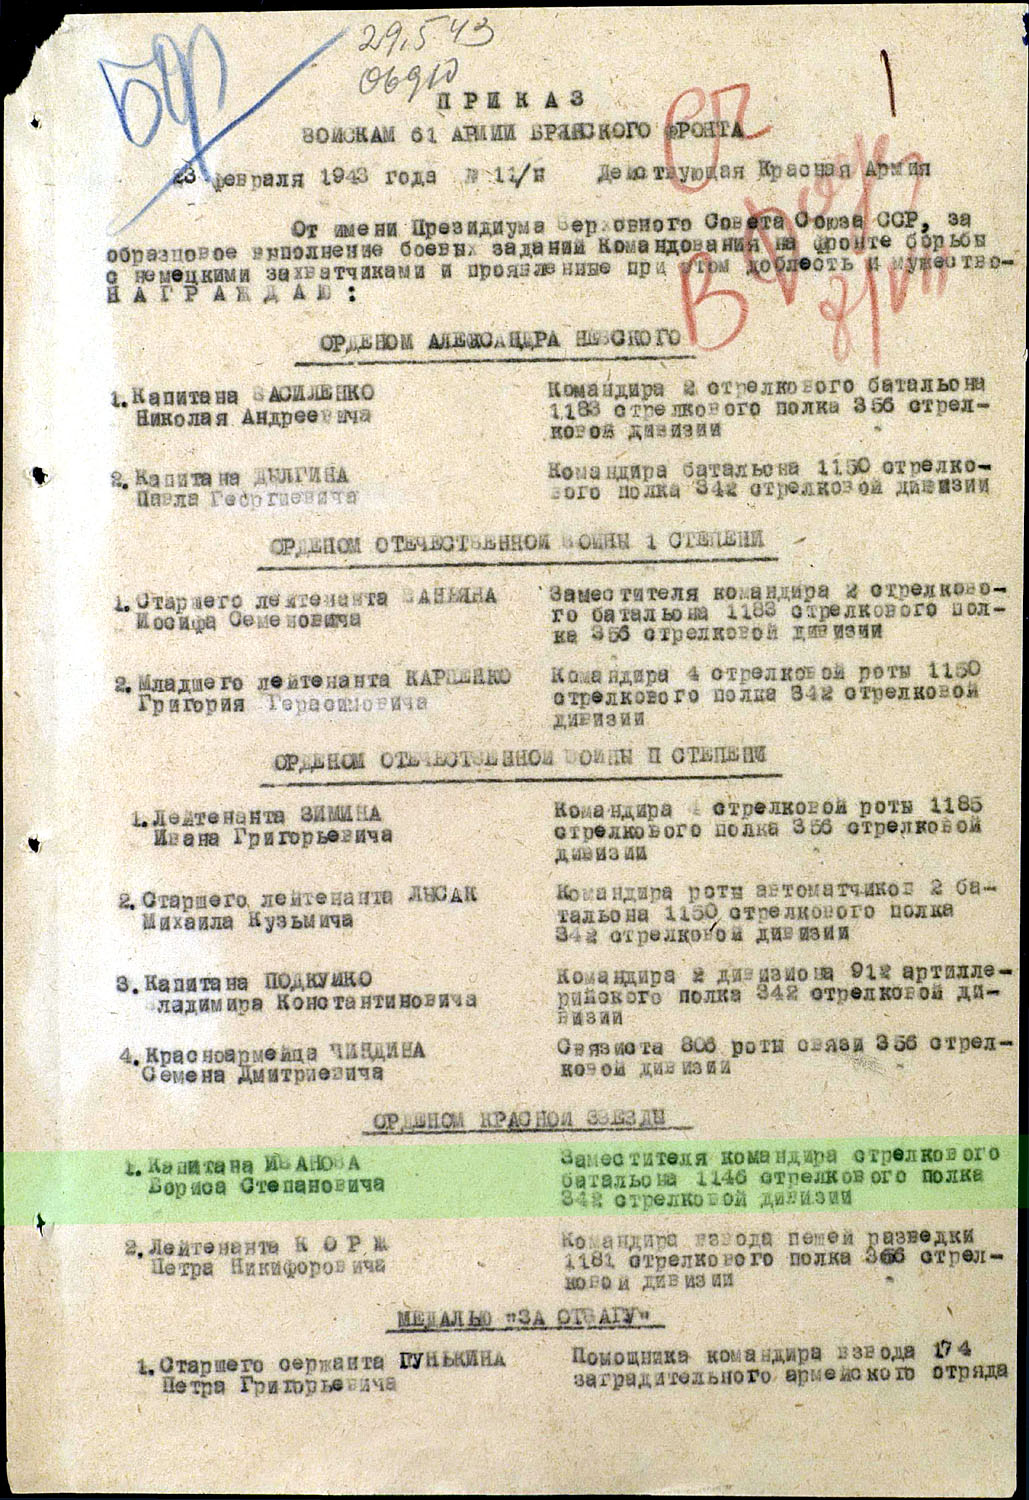 29.5 43
П Р И К А З
ВОЙСКАМ 61 АРМИИ БРЯНСКОГО ФРОНТА
23 февраля 1943 года № 11/н Действующая Красная Армия
От имени Президиума Верховного Совета Союза ССР, за
образцовое выполнение боевых заданий Командования на фронте борьбы
с немецкими захватчиками и проявленные при этом доблесть и мужество-
Н А Г Р А Ж Д А Ю :
ОРДЕНОМ АЛЕКСАНДРА НЕВСКОГО
1. Капитана ВАСИЛЕНКО
Николая Андреевича
Командира 2 стрелкового батальона
1183 стрелкового полка 356 стрел-
ковой дивизии
2. Капитана ДЫЛГИНА
Павла Георгиевича
Командира батальона 1150 стрелко-
вого полка 342 стрелковой дивизии
ОРДЕНОМ ОТЕЧЕСТВЕННОЙ ВОЙНЫ 1 СТЕПЕНИ
1. Старшего лейтенанта ВАНЬЯНА
Иосифа Семеновича
Заместителя командира 2 стрелково-
го батальона 1183 стрелкового пол-
ка 356 стрелковой дивизии
2. Младшего лейтенанта КАРПЕНКО
Григория Герасимовича
Командира 4 стрелковой роты 1150
стрелкового полка 342 стрелковой
дивизии
ОРДЕНОМ ОТЕЧЕСТВЕННОЙ ВОЙНЫ П СТЕПЕНИ
1. Лейтенанта ЗИМИНА
Ивана Григорьевича
Командира 4 стрелковой роты 1185
стрелкового полка 356 стрелковой
дивизии
2. Старшего лейтенанта ЛЫСАК
Михаила Кузьмича
Командира роты автоматчиков 2 ба-
тальона 1150 стрелкового полка
342 стрелковой дивизии
3. Капитана ПОДКУЙКО
Владимира Константиновича
Командира 2 дивизиона 912 артилле-
рийского полка 342 стрелковой ди-
визии
4. Красноармейца ЧИНДИНА
Семена Дмитриевича
Связиста 806 роты связи 356 стрел-
ковой дивизии
ОРДЕНОМ КРАСНОЙ ЗВЕЗДЫ
1. Капитана ИВАНОВА
Бориса Степановича
Заместителя командира стрелкового
батальона 1146 стрелкового полка
342 стрелковой дивизии
2. Лейтенанта К О Р Ж
Петра Никифоровича
Командира взвода пешей разведки
1181 стрелкового полка 356 стрел-
ковой дивизии
МЕДАЛЬЮ "ЗА ОТВАГУ"
1. Старшего сержанта ПУНЬКИНА
Петра Григорьевича
Помощника командира взвода 174
заградительного армейского отряда